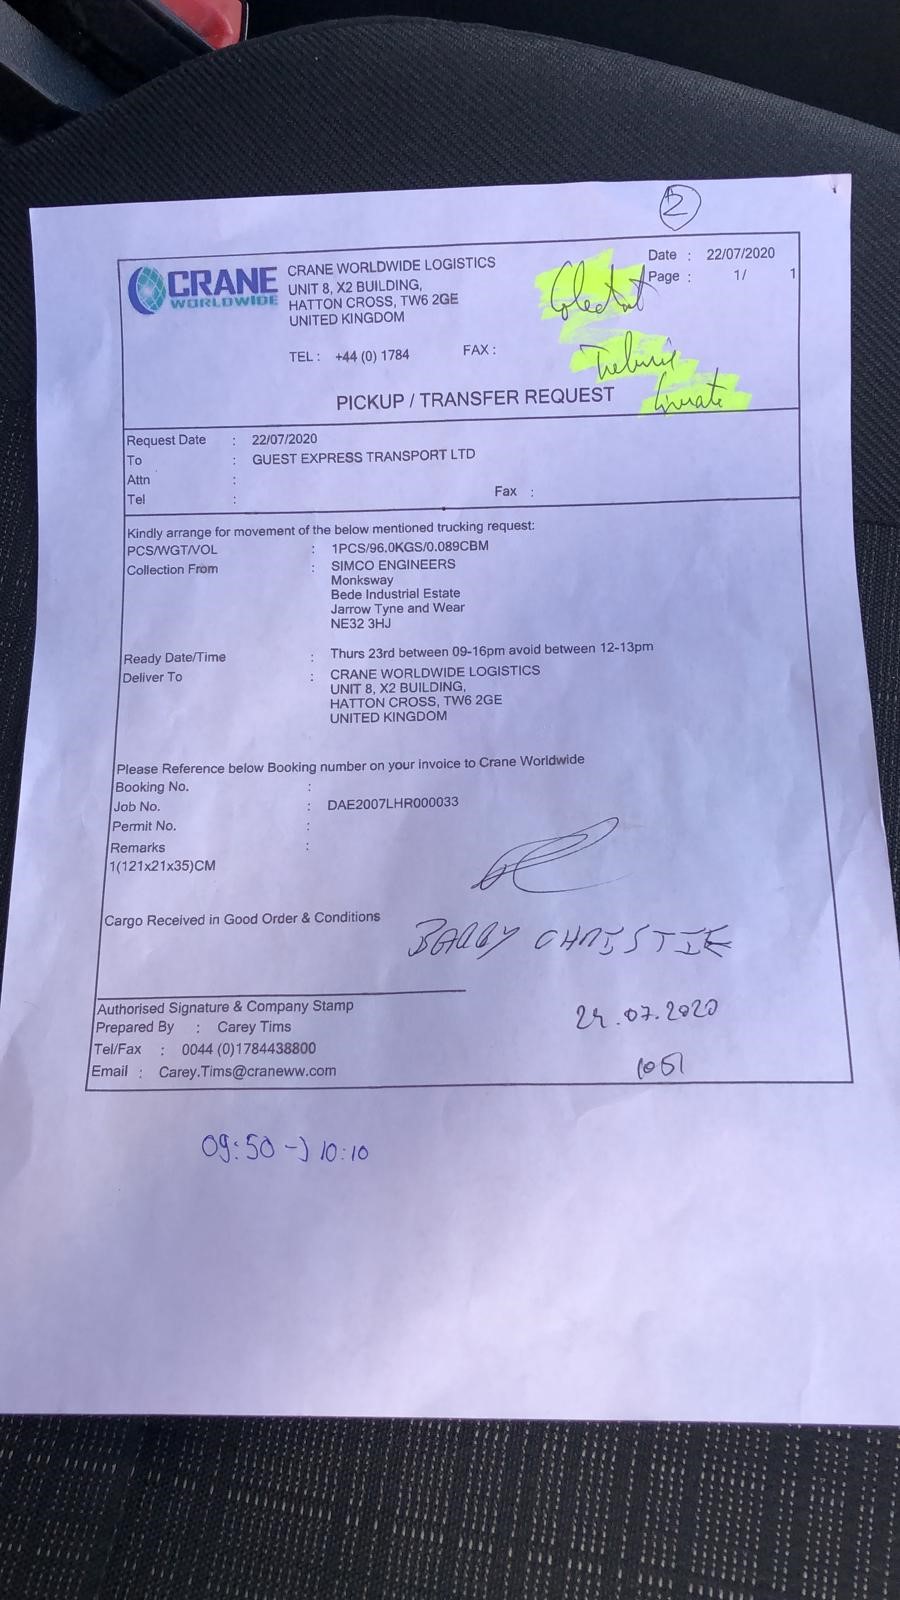 2
CRANE
WORLDWIDE
CRANE WORLDWIDE LOGISTICS
UNIT 8, X2 BUILDING,
HATTON CROSS, TW6 2GE
UNITED KINGDOM
Date : 22/07/2020
Page : 1/ 1
TEL : +44 (0) 1784 FAX :
PICKUP / TRANSFER REQUEST
Request Date : 22/07/2020
To : GUEST EXPRESS TRANSPORT LTD
Attn :
Tel : Fax :
Kindly arrange for movement of the below mentioned trucking request:
PCS/WGT/VOL : 1PCS/96.0KGS/0.089CBM
Collection From : SIMCO ENGINEERS
Monksway
Bede Industrial Estate
Jarrow Tyne and Wear
NE32 3HJ
Ready Date/Time : Thurs 23rd between 09-16pm avoid between 12-13pm
Deliver To : CRANE WORLDWIDE LOGISTICS
UNIT 8, X2 BUILDING,
HATTON CROSS, TW6 2GE
UNITED KINGDOM
Please Reference below Booking number on your invoice to Crane Worldwide
Booking No. :
Job No. : DAE2007LHR000033
Permit No. :
Remarks :
1(121x21x35)CM
Cargo Received in Good Order & Conditions
BARRY CHRISTIE
Authorised Signature & Company Stamp
24.07.2020
Prepared By : Carey Tims
Tel/Fax : 0044 (0)1784438800
1051
Email : Carey.Tims@craneww.com
09:50 → 10:10